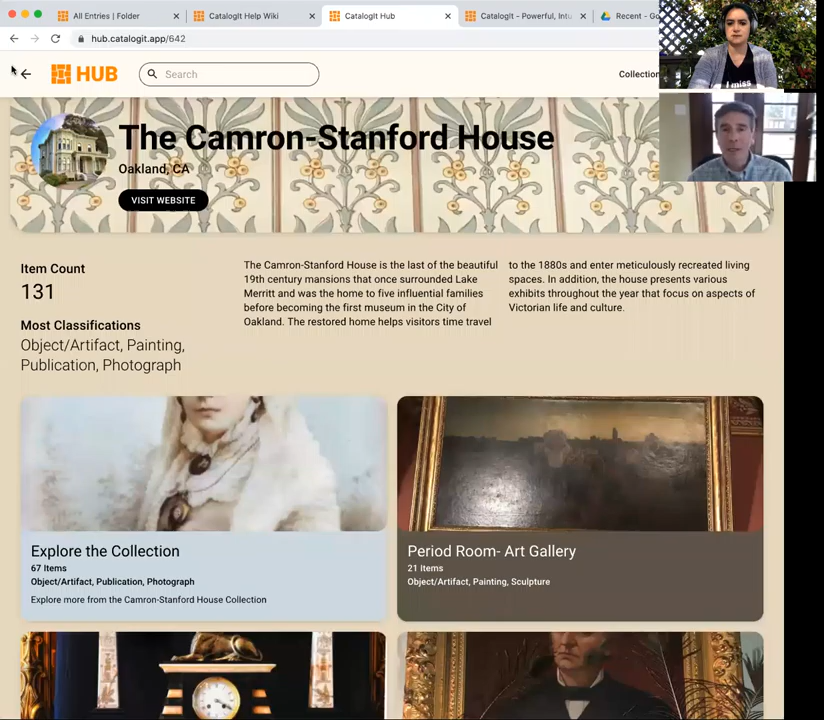 All Entries | Folder
CatalogIt Help Wiki
CatalogIt Hub
CatalogIt - Powerful, Intu
Recent - Go
hub.catalogit.app/642
HUB
Search
Collection
I miss
The Camron-Stanford House
Oakland, CA
VISIT WEBSITE
Item Count
131
Most Classifications
Object/Artifact, Painting,
Publication, Photograph
The Camron-Stanford House is the last of the beautiful
19th century mansions that once surrounded Lake
Merritt and was the home to five influential families
before becoming the first museum in the City of
Oakland. The restored home helps visitors time travel
to the 1880s and enter meticulously recreated living
spaces. In addition, the house presents various
exhibits throughout the year that focus on aspects of
Victorian life and culture.
Explore the Collection
67 Items
Object/Artifact, Publication, Photograph
Explore more from the Camron-Stanford House Collection
Period Room- Art Gallery
21 Items
Object/Artifact, Painting, Sculpture